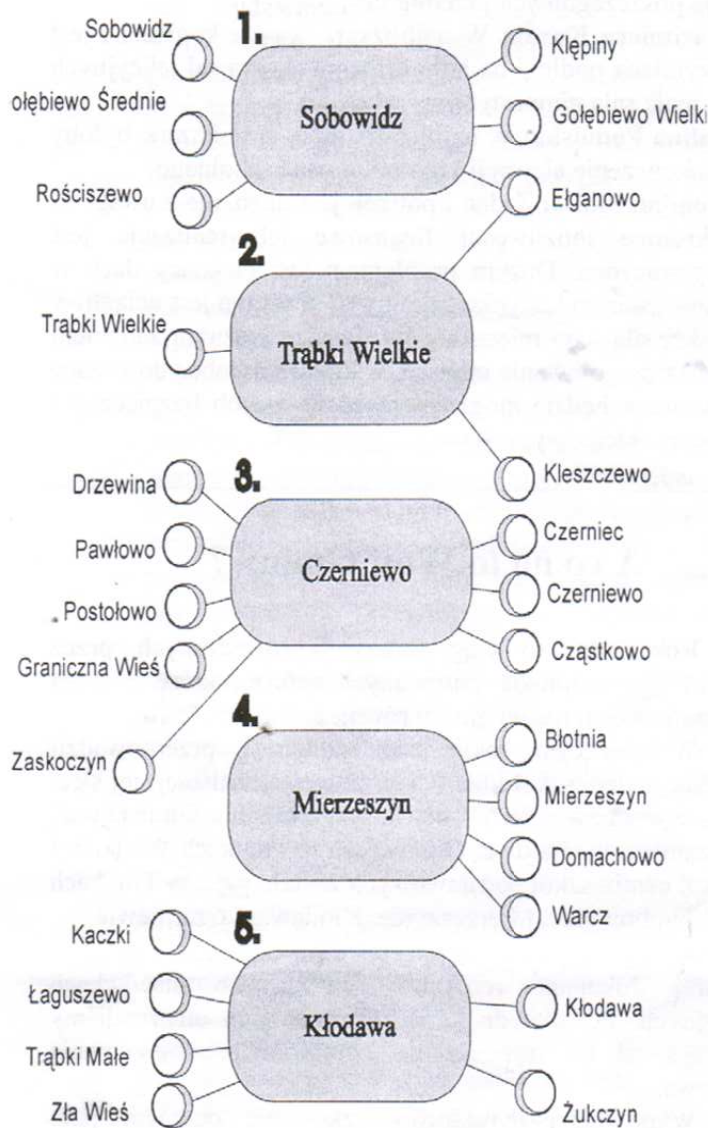 1.
Sobowidz
Sobowidz
ołębiewo Średnie
Rościszewo
Klępiny
Gołębiewo Wielki
Ełganowo
2.
Trąbki Wielkie
Trąbki Wielkie
Kleszczewo
3.
Czerniewo
Drzewina
Pawłowo
Postołowo
Graniczna Wieś
Zaskoczyn
Czerniec
Czerniewo
Cząstkowo
4.
Mierzeszyn
Błotnia
Mierzeszyn
Domachowo
Warcz
5.
Kłodawa
Kaczki
Łaguszewo
Trąbki Małe
Zła Wieś
Kłodawa
Żukczyn